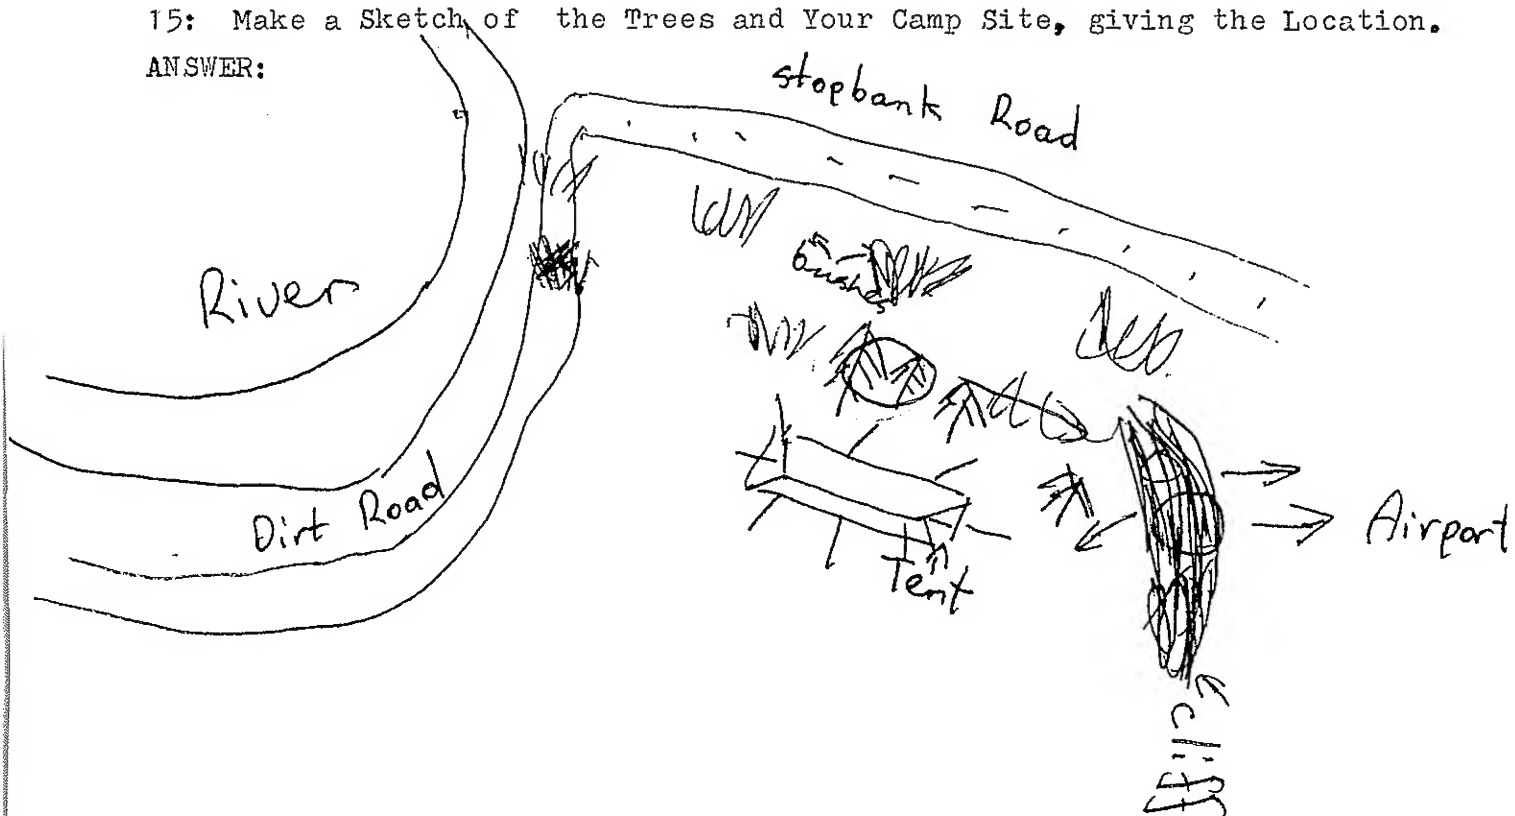 15: Make a Sketch of the Trees and Your Camp Site, giving the Location.
ANSWER:
stopbank Road
River
bushes
Dirt Road
Airport
Tent
cliff